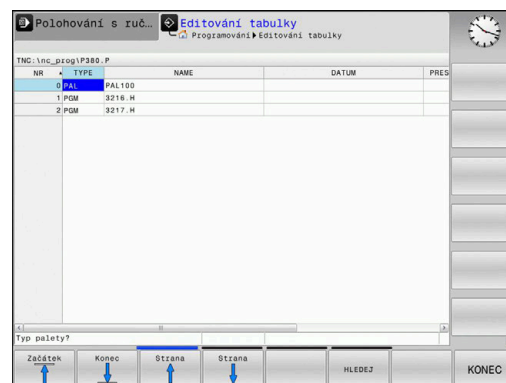 Polohování s ruč… Editování tabulky
Programování Editování tabulky
TNC:\nc_prog\P380.P
NR TYPE NAME DATUM PRES
0 PAL PAL100
1 PGM 3216.H
2 PGM 3217.H
Typ palety?
Začátek Konec Strana Strana HLEDEJ KONEC